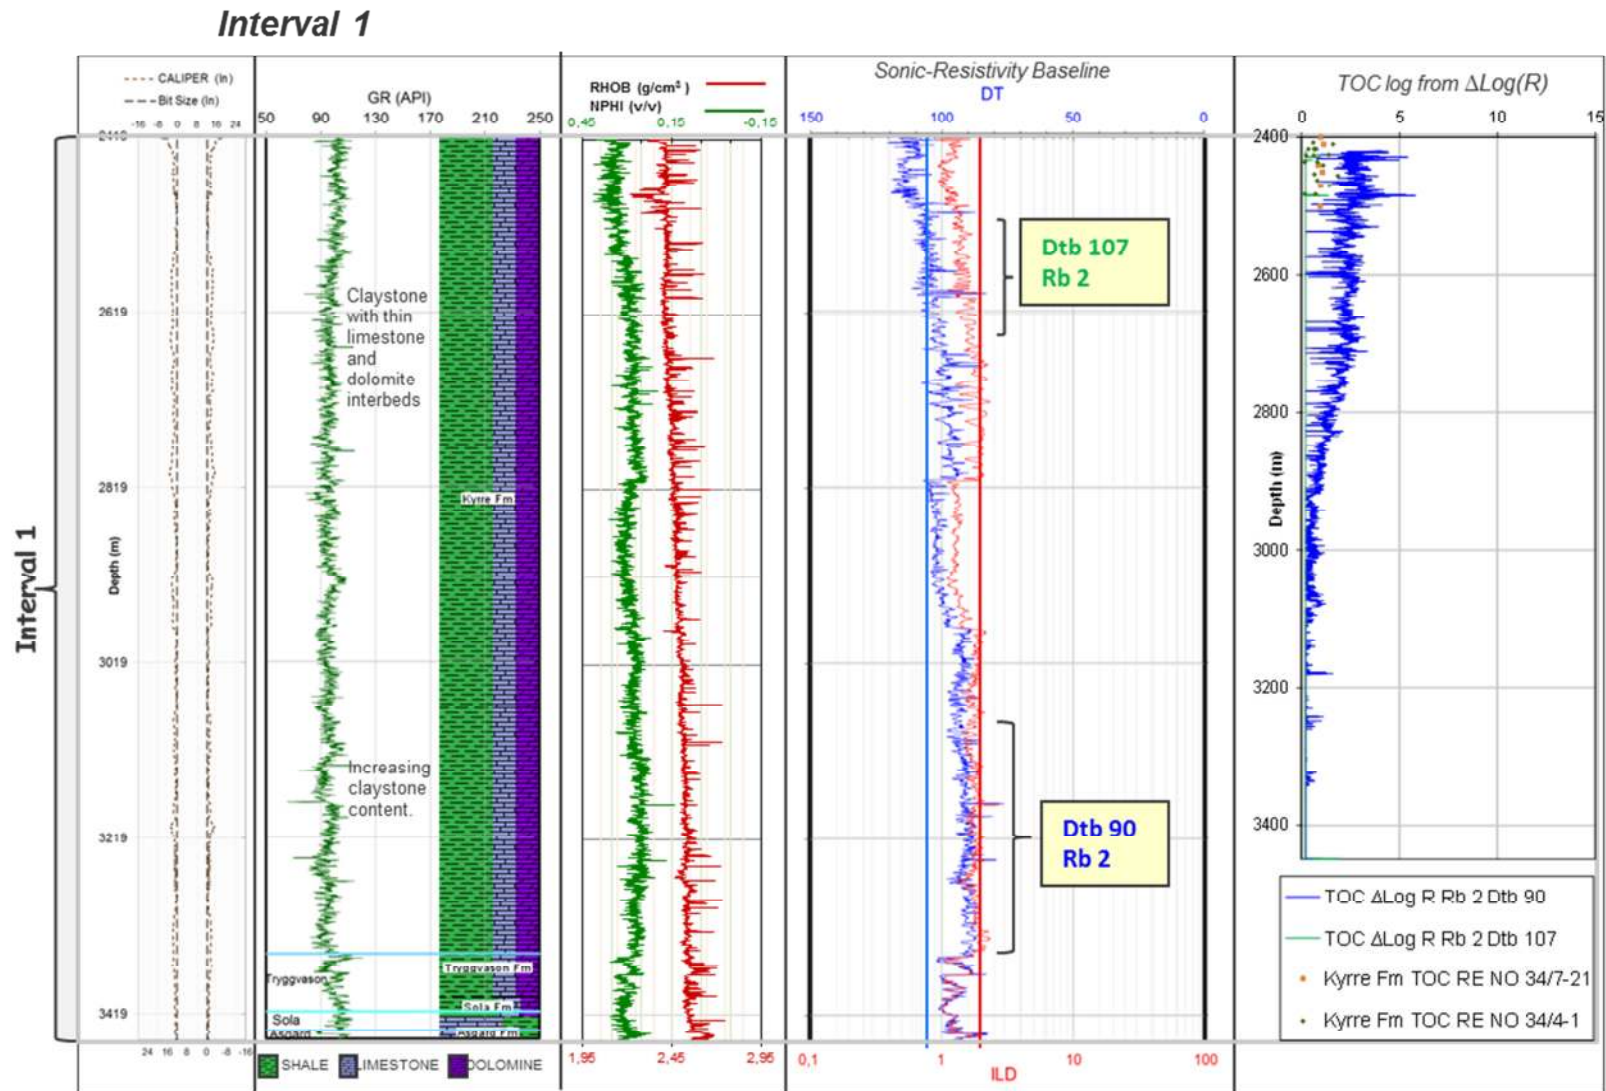 Interval 1
CALIPER (In)
Bit Size (In)
-16 -8 0 8 16 24
GR (API)
50 90 130 170 210 250
RHOB (g/cm³)
NPHI (v/v)
0,45 0,15 -0,15
Sonic-Resistivity Baseline
DT
150 100 50 0
TOC log from ΔLog(R)
0 5 10 15
Interval 1
Depth (m)
2619
2819
3019
3219
3419
Claystone
with thin
limestone
and
dolomite
interbeds
Kyrre Fm
Increasing
claystone
content.
Tryggvason
Tryggvason Fm
Sola
Sola Fm
Asgard
Asgard Fm
Dtb 107
Rb 2
Dtb 90
Rb 2
Depth (m)
2400
2600
2800
3000
3200
3400
24 16 8 0 -8 -16
SHALE
LIMESTONE
DOLOMINE
1,95 2,45 2,95
0,1 1 10 100
ILD
TOC ΔLog R Rb 2 Dtb 90
TOC ΔLog R Rb 2 Dtb 107
Kyrre Fm TOC RE NO 34/7-21
Kyrre Fm TOC RE NO 34/4-1